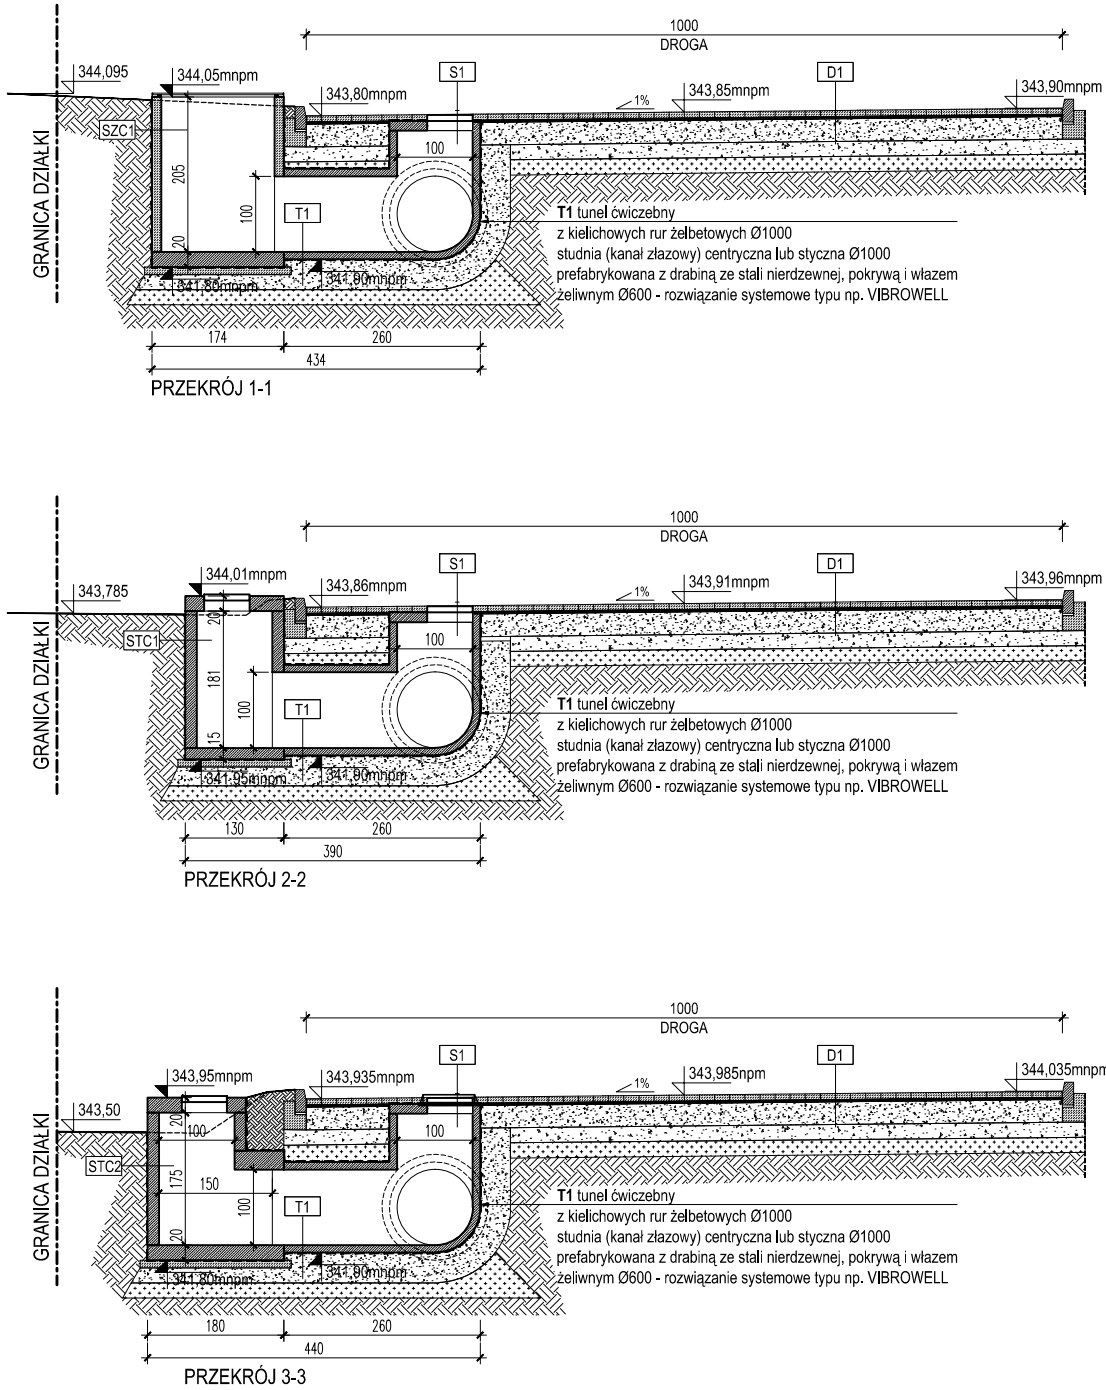 1000
DROGA
GRANICA DZIAŁKI
344,095
344,05mnpm
S1
D1
343,80mnpm
1%
343,85mnpm
343,90mnpm
SZC1
205
20
100
100
T1
341,80mnpm
341,90mnpm
T1 tunel ćwiczebny
z kielichowych rur żelbetowych Ø1000
studnia (kanał złazowy) centryczna lub styczna Ø1000
prefabrykowana z drabiną ze stali nierdzewnej, pokrywą i włazem
żeliwnym Ø600 - rozwiązanie systemowe typu np. VIBROWELL
174
260
434
PRZEKRÓJ 1-1
1000
DROGA
GRANICA DZIAŁKI
343,785
344,01mnpm
S1
D1
343,86mnpm
1%
343,91mnpm
343,96mnpm
STC1
20
181
15
100
100
T1
341,95mnpm
341,90mnpm
T1 tunel ćwiczebny
z kielichowych rur żelbetowych Ø1000
studnia (kanał złazowy) centryczna lub styczna Ø1000
prefabrykowana z drabiną ze stali nierdzewnej, pokrywą i włazem
żeliwnym Ø600 - rozwiązanie systemowe typu np. VIBROWELL
130
260
390
PRZEKRÓJ 2-2
1000
DROGA
GRANICA DZIAŁKI
343,50
343,95mnpm
S1
D1
343,935mnpm
1%
343,985npm
344,035mnpm
STC2
20
100
175
150
20
100
100
T1
341,80mnpm
341,90mnpm
T1 tunel ćwiczebny
z kielichowych rur żelbetowych Ø1000
studnia (kanał złazowy) centryczna lub styczna Ø1000
prefabrykowana z drabiną ze stali nierdzewnej, pokrywą i włazem
żeliwnym Ø600 - rozwiązanie systemowe typu np. VIBROWELL
180
260
440
PRZEKRÓJ 3-3